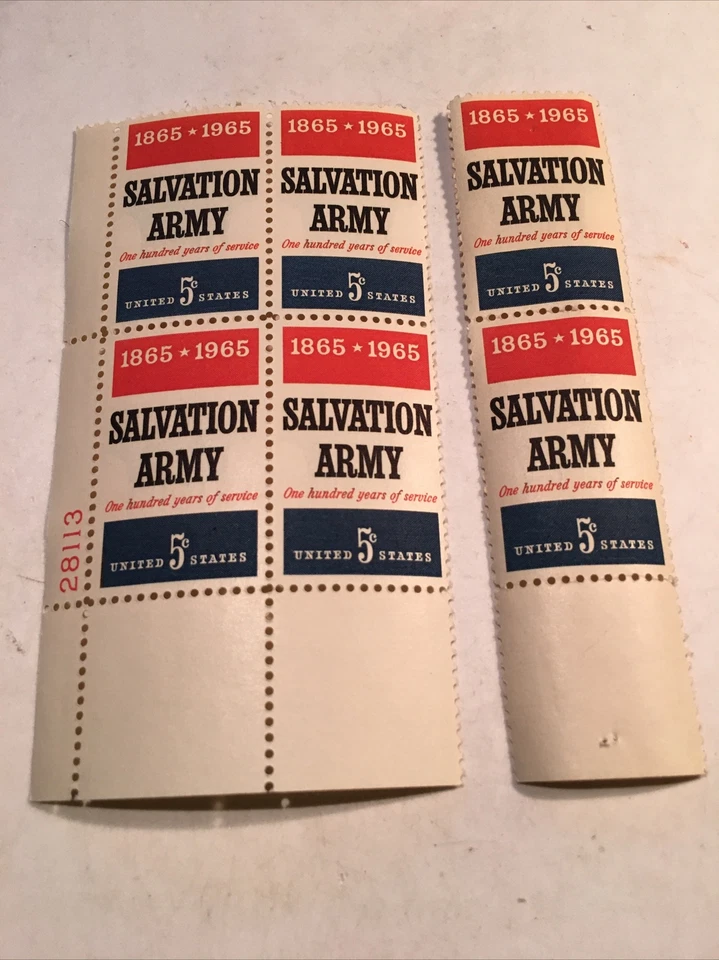 1865 ★ 1965
SALVATION
ARMY
One hundred years of service
UNITED 5c STATES
1865 ★ 1965
SALVATION
ARMY
One hundred years of service
UNITED 5c STATES
1865 ★ 1965
SALVATION
ARMY
One hundred years of service
UNITED 5c STATES
1865 ★ 1965
SALVATION
ARMY
One hundred years of service
UNITED 5c STATES
28113
1865 ★ 1965
SALVATION
ARMY
One hundred years of service
UNITED 5c STATES
1865 ★ 1965
SALVATION
ARMY
One hundred years of service
UNITED 5c STATES